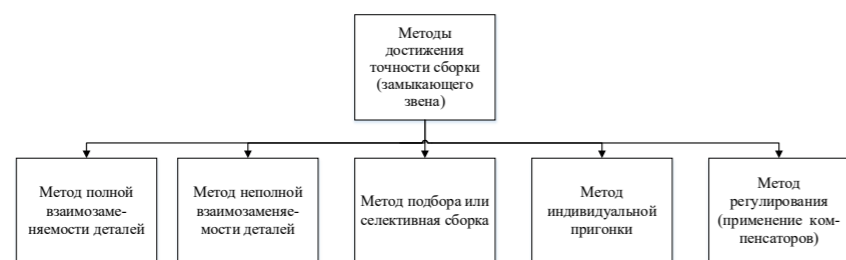 Методы
достижения
точности сборки
(замыкающего
звена)
Метод полной
взаимозаме-
няемости деталей
Метод неполной
взаимозаменяе-
мости деталей
Метод подбора или
селективная сборка
Метод
индивидуальной
пригонки
Метод
регулирования
(применение ком-
пенсаторов)